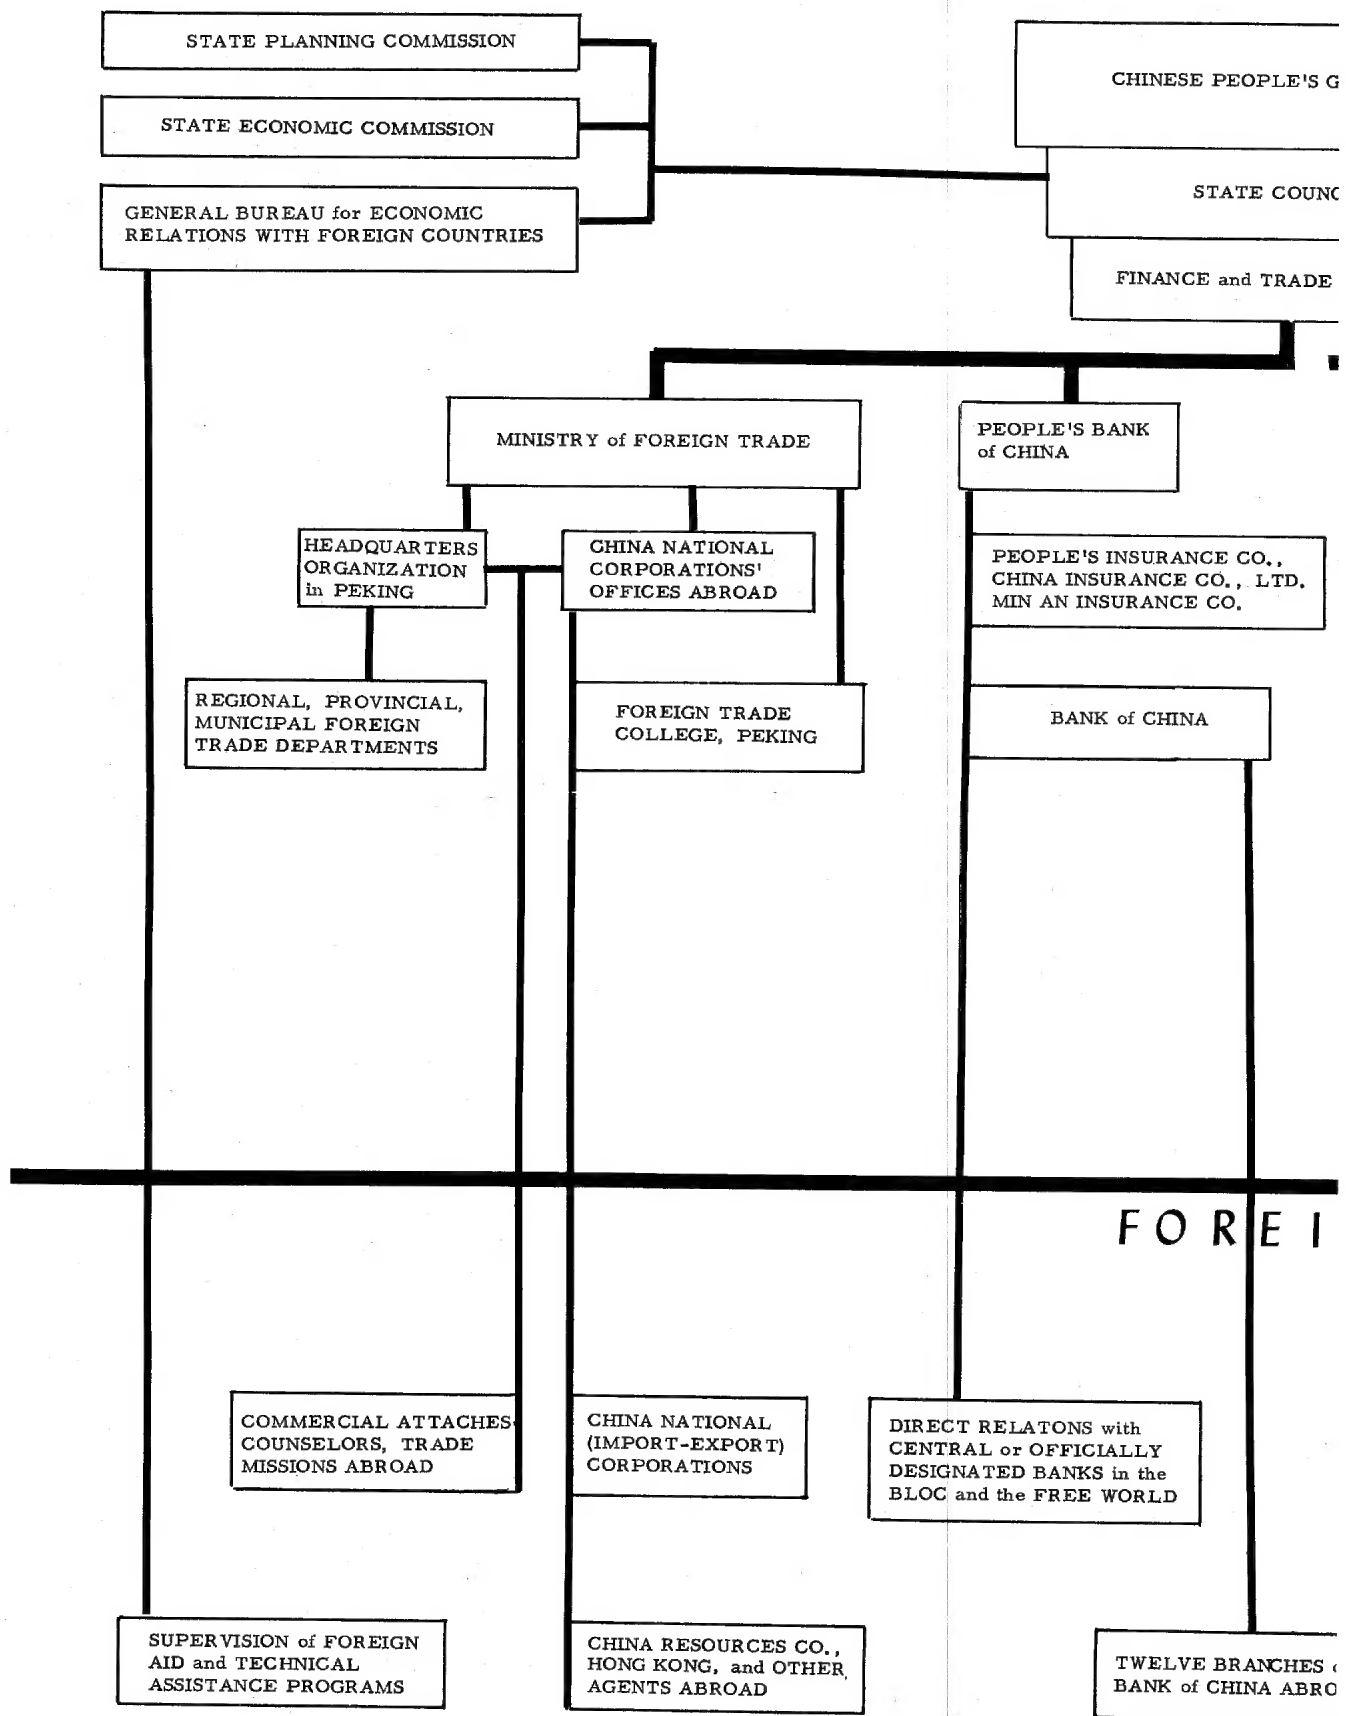 STATE PLANNING COMMISSION
STATE ECONOMIC COMMISSION
GENERAL BUREAU for ECONOMIC
RELATIONS WITH FOREIGN COUNTRIES
CHINESE PEOPLE'S G
STATE COUNC
FINANCE and TRADE
MINISTRY of FOREIGN TRADE
PEOPLE'S BANK
of CHINA
HEADQUARTERS
ORGANIZATION
in PEKING
CHINA NATIONAL
CORPORATIONS'
OFFICES ABROAD
PEOPLE'S INSURANCE CO.,
CHINA INSURANCE CO., LTD.
MIN AN INSURANCE CO.
REGIONAL, PROVINCIAL,
MUNICIPAL FOREIGN
TRADE DEPARTMENTS
FOREIGN TRADE
COLLEGE, PEKING
BANK of CHINA
FOREI
COMMERCIAL ATTACHES
COUNSELORS, TRADE
MISSIONS ABROAD
CHINA NATIONAL
(IMPORT-EXPORT)
CORPORATIONS
DIRECT RELATONS with
CENTRAL or OFFICIALLY
DESIGNATED BANKS in the
BLOC and the FREE WORLD
SUPERVISION of FOREIGN
AID and TECHNICAL
ASSISTANCE PROGRAMS
CHINA RESOURCES CO.,
HONG KONG, and OTHER
AGENTS ABROAD
TWELVE BRANCHES
BANK of CHINA ABRO